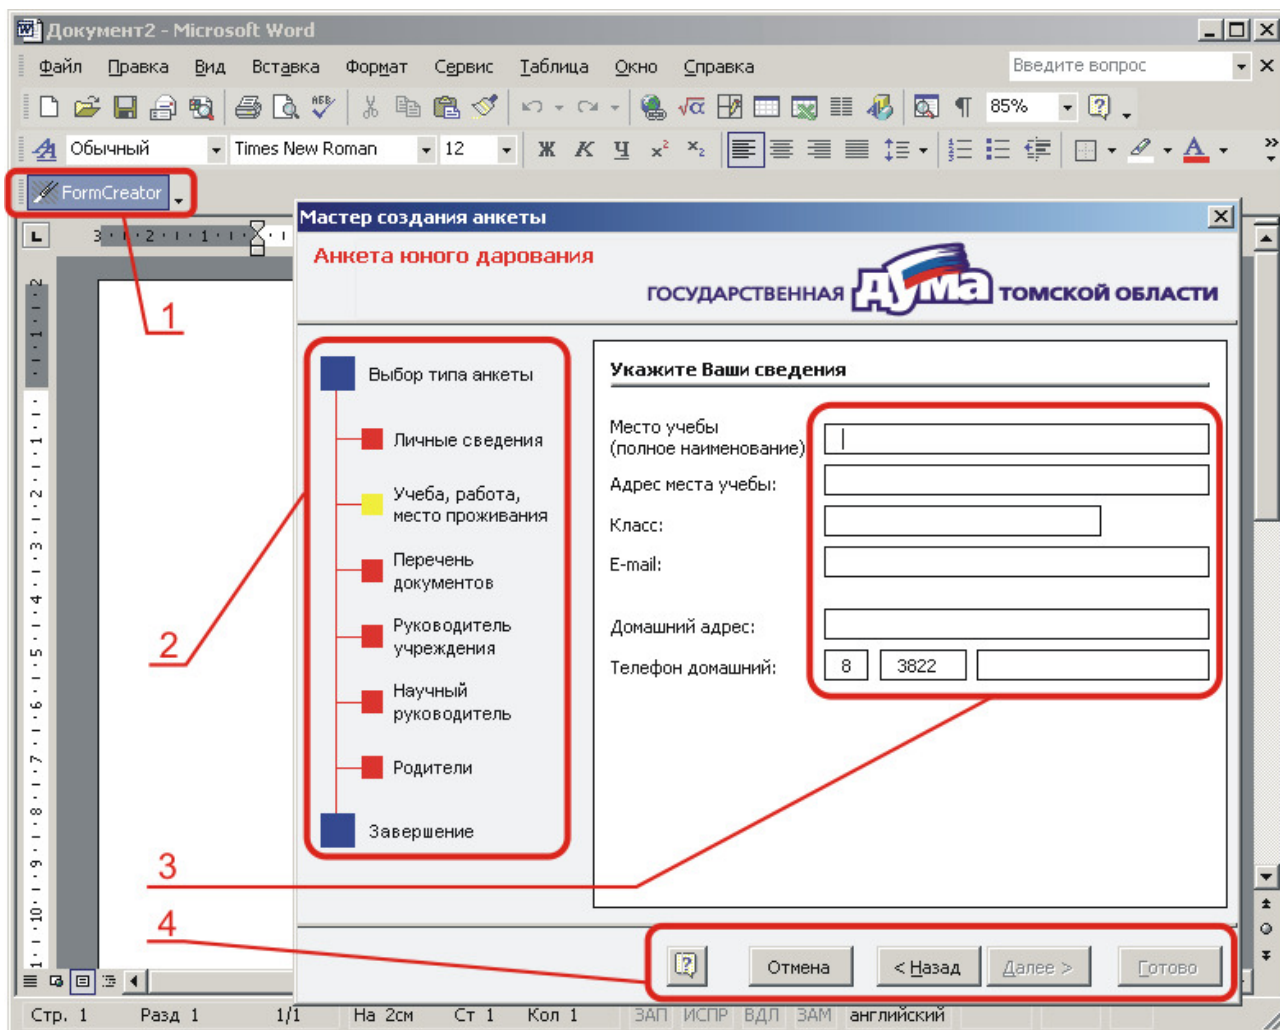 Документ2 - Microsoft Word
Файл Правка Вид Вставка Формат Сервис Таблица Окно Справка Введите вопрос
85%
Обычный Times New Roman 12 Ж К Ч x² x₂
FormCreator
Мастер создания анкеты
Анкета юного дарования
ГОСУДАРСТВЕННАЯ ДУМА ТОМСКОЙ ОБЛАСТИ
1
Выбор типа анкеты
Личные сведения
Учеба, работа,
место проживания
Перечень
документов
Руководитель
учреждения
Научный
руководитель
Родители
Завершение
2
Укажите Ваши сведения
Место учебы
(полное наименование)
Адрес места учебы:
Класс:
E-mail:
Домашний адрес:
Телефон домашний: 8 3822
3
4
Отмена < Назад Далее > Готово
Стр. 1 Разд 1 1/1 На 2см Ст 1 Кол 1 ЗАП ИСПР ВДЛ ЗАМ английский